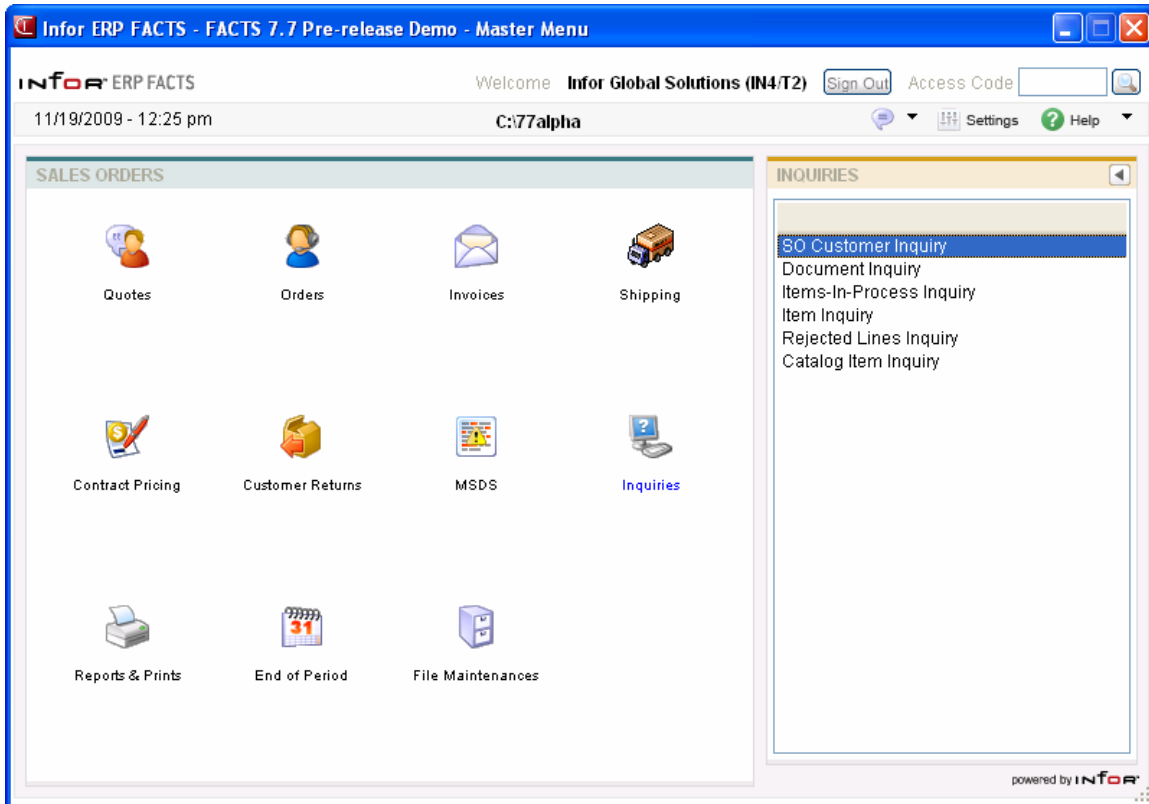 Infor ERP FACTS - FACTS 7.7 Pre-release Demo - Master Menu
infor ERP FACTS
Welcome Infor Global Solutions (IN4/T2) Sign Out Access Code
11/19/2009 - 12:25 pm C:\77alpha Settings Help
SALES ORDERS
Quotes Orders Invoices Shipping
Contract Pricing Customer Returns MSDS Inquiries
31
Reports & Prints End of Period File Maintenances
INQUIRIES
SO Customer Inquiry
Document Inquiry
Items-In-Process Inquiry
Item Inquiry
Rejected Lines Inquiry
Catalog Item Inquiry
powered by infor